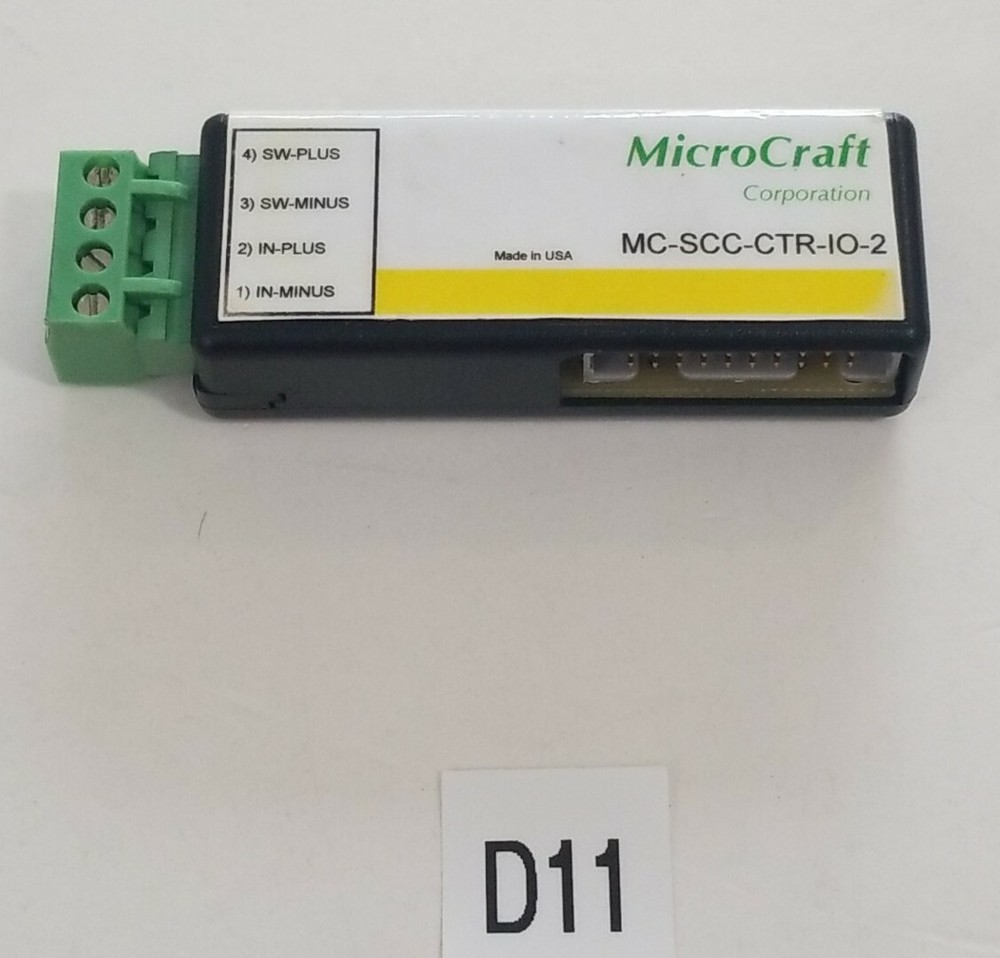 4) SW-PLUS
3) SW-MINUS
2) IN-PLUS
1) IN-MINUS
MicroCraft
Corporation
Made in USA
MC-SCC-CTR-IO-2
D11